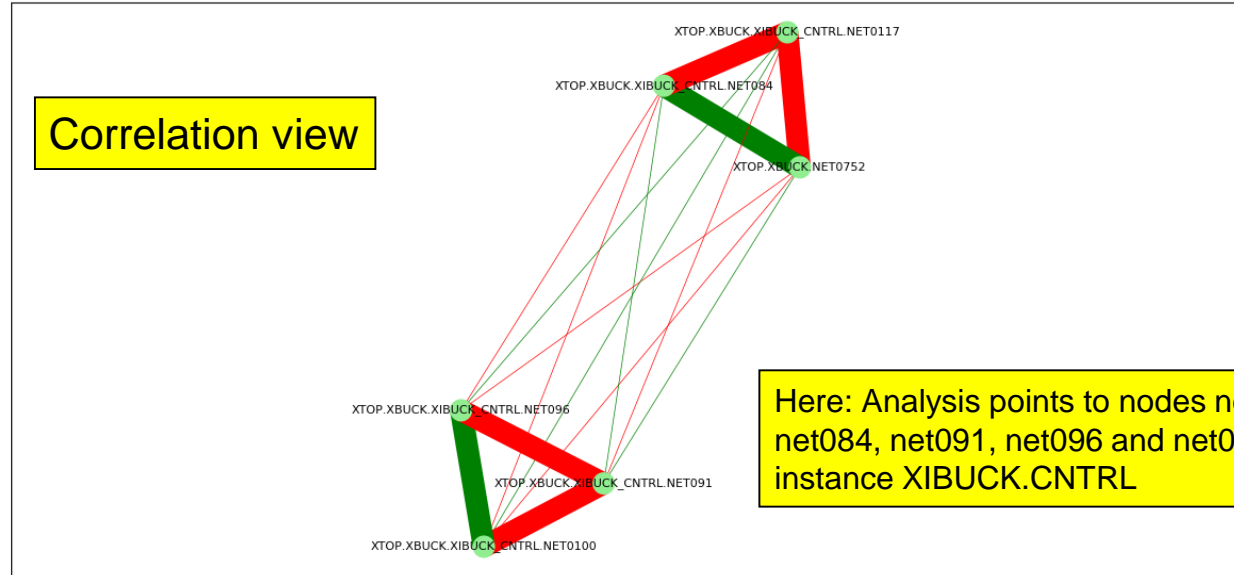 XTOP.XBUCK.XIBUCK_CNTRL.NET0117
XTOP.XBUCK.XIBUCK_CNTRL.NET084
Correlation view
XTOP.XBUCK.NET0752
XTOP.XBUCK.XIBUCK_CNTRL.NET096
Here: Analysis points to nodes
net084, net091, net096 and
instance XIBUCK.CNTRL
XTOP.XBUCK.XIBUCK_CNTRL.NET091
XTOP.XBUCK.XIBUCK_CNTRL.NET0100